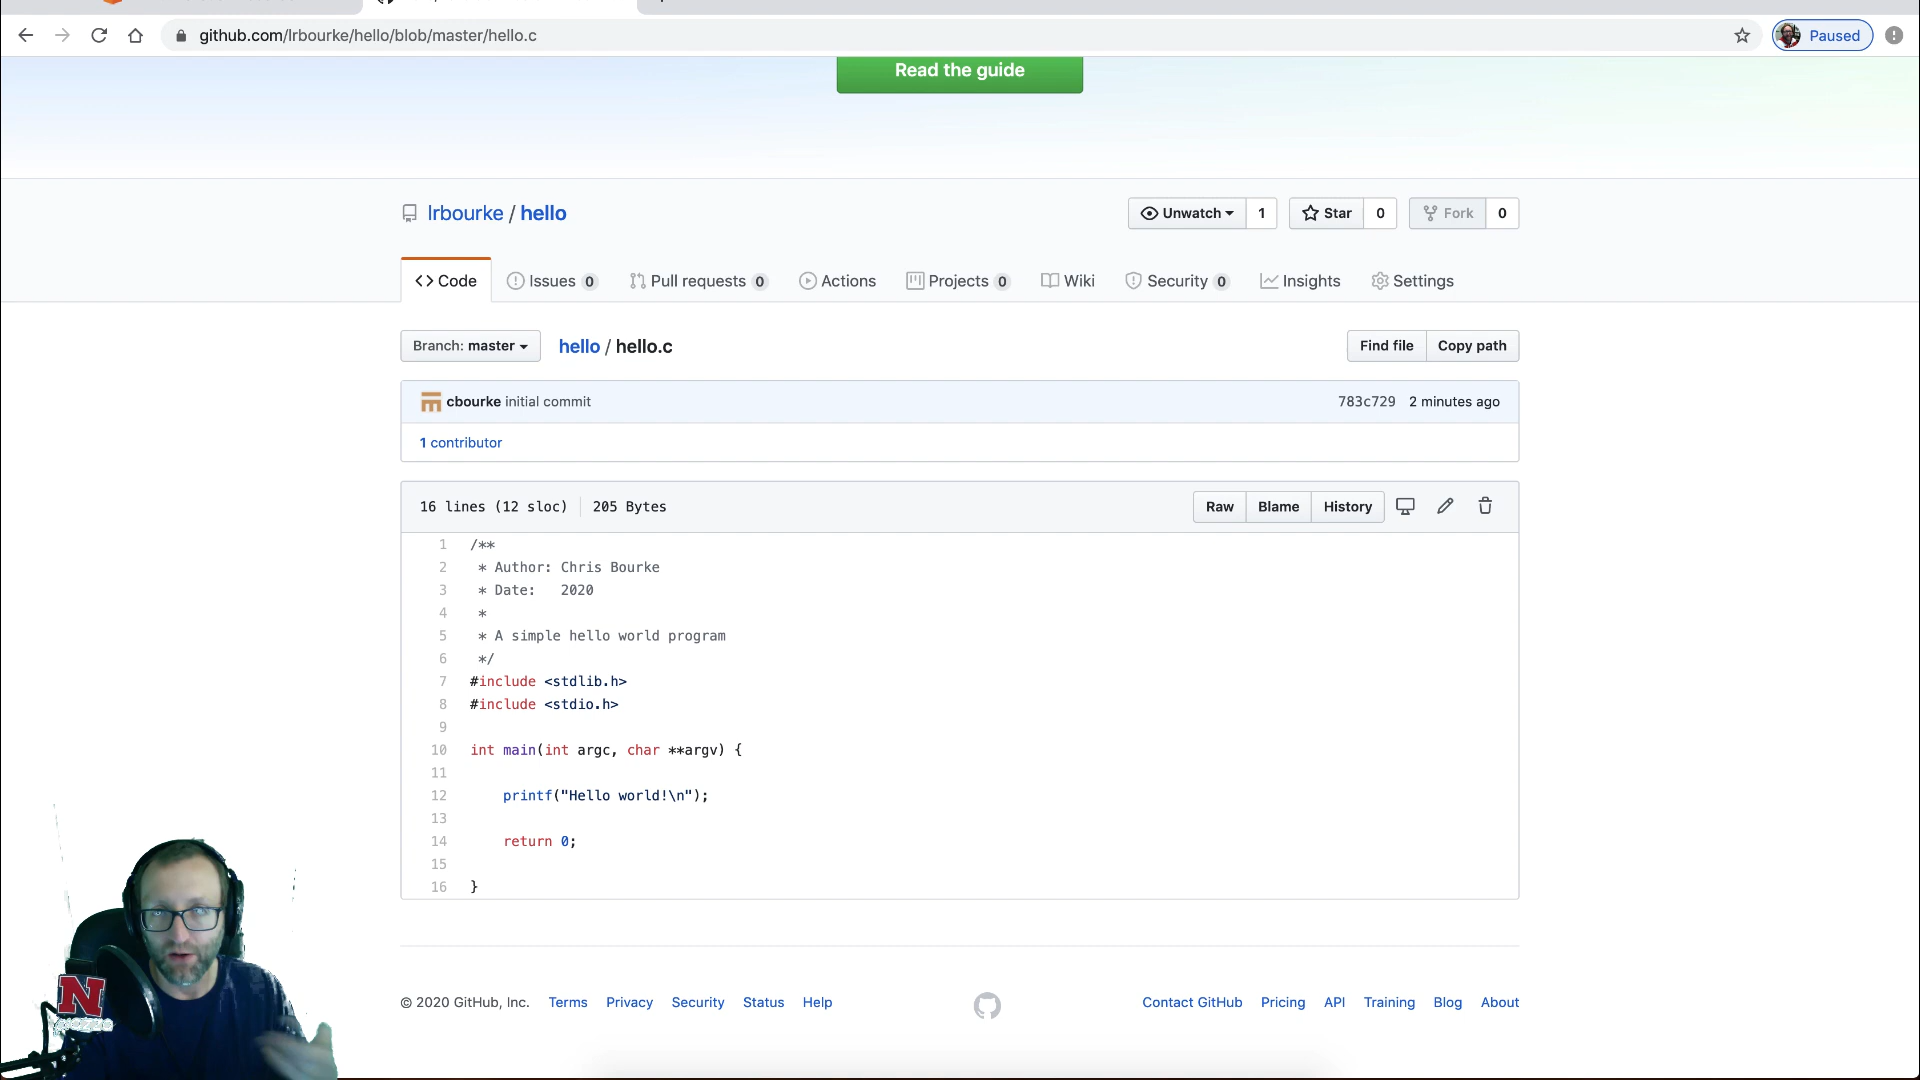 github.com/lrbourke/hello/blob/master/hello.c
Paused
Read the guide
lrbourke / hello
Unwatch 1
Star 0
Fork 0
Code
Issues 0
Pull requests 0
Actions
Projects 0
Wiki
Security 0
Insights
Settings
Branch: master
hello / hello.c
Find file
Copy path
cbourke initial commit
783c729 2 minutes ago
1 contributor
16 lines (12 sloc) 205 Bytes
Raw
Blame
History
1 /**
2 * Author: Chris Bourke
3 * Date:   2020
4 *
5 * A simple hello world program
6 */
7 #include <stdlib.h>
8 #include <stdio.h>
9
10 int main(int argc, char **argv) {
11
12     printf("Hello world!\n");
13
14     return 0;
15
16 }
© 2020 GitHub, Inc. Terms Privacy Security Status Help
Contact GitHub Pricing API Training Blog About
N